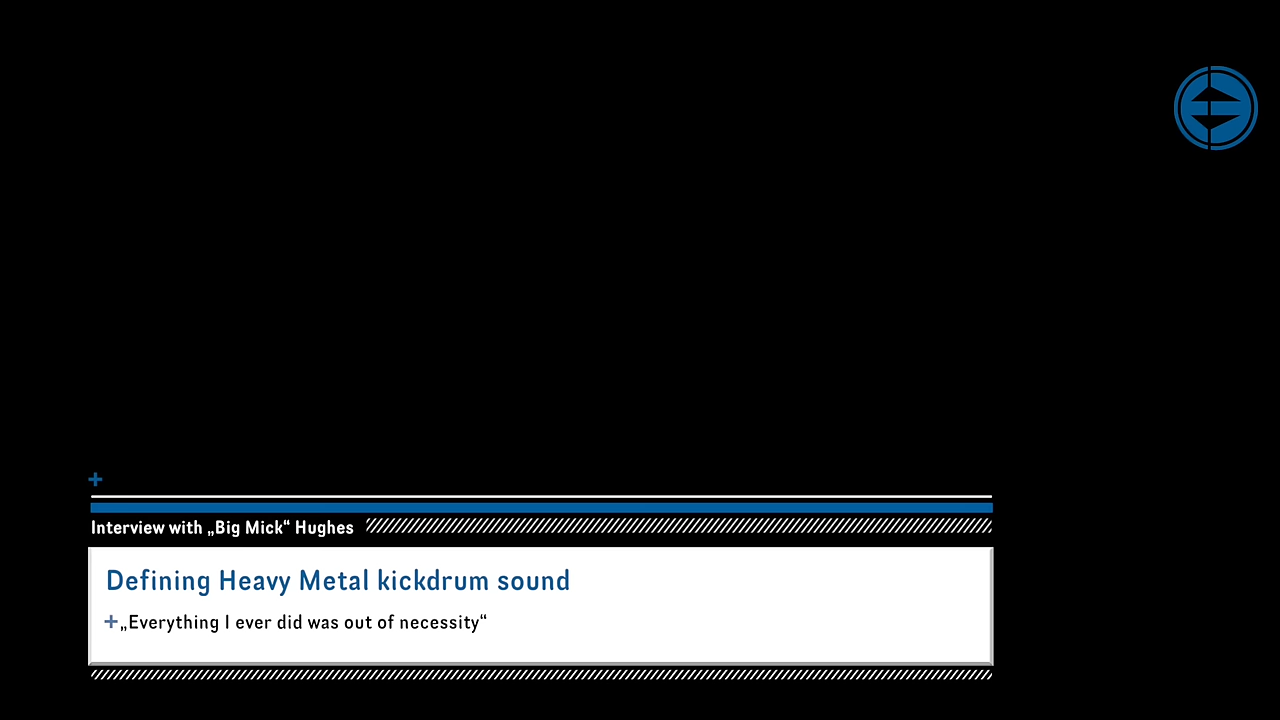 Interview with „Big Mick“ Hughes
Defining Heavy Metal kickdrum sound
+„Everything I ever did was out of necessity“